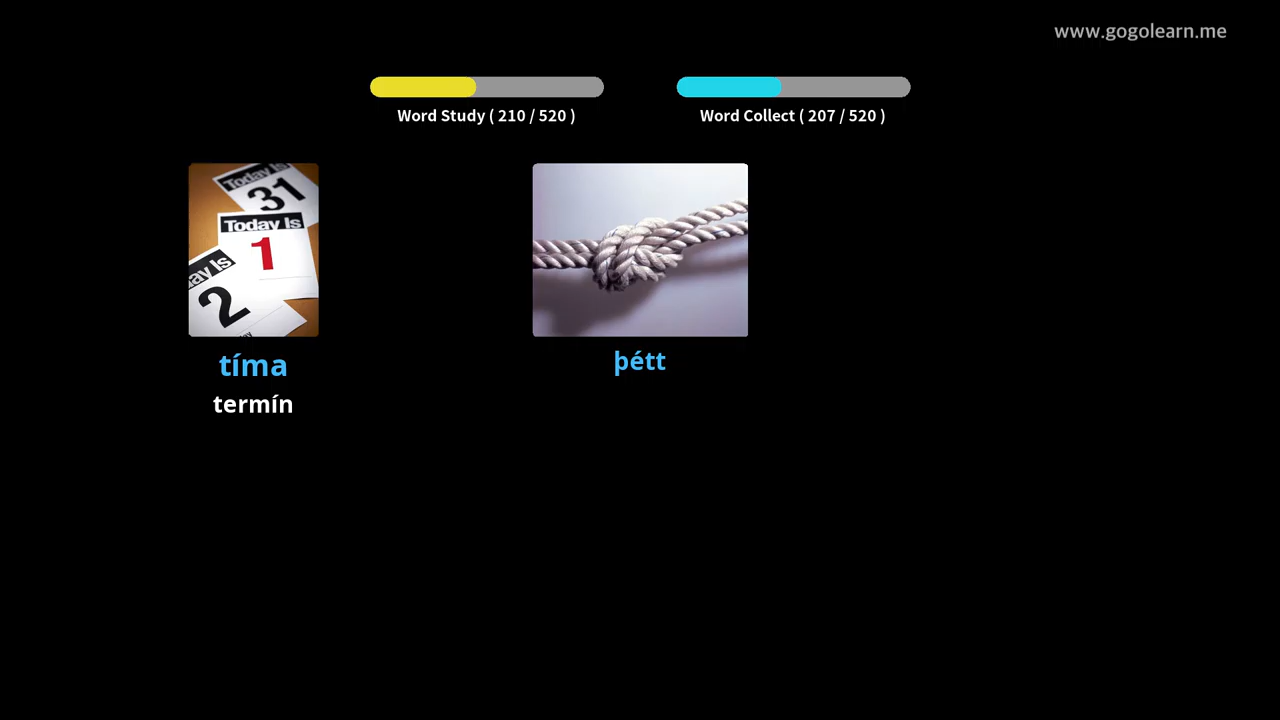 www.gogolearn.me
Word Study ( 210 / 520 )
Word Collect ( 207 / 520 )
Today Is
31
Today Is
1
ay Is
2
tíma
termín
þétt